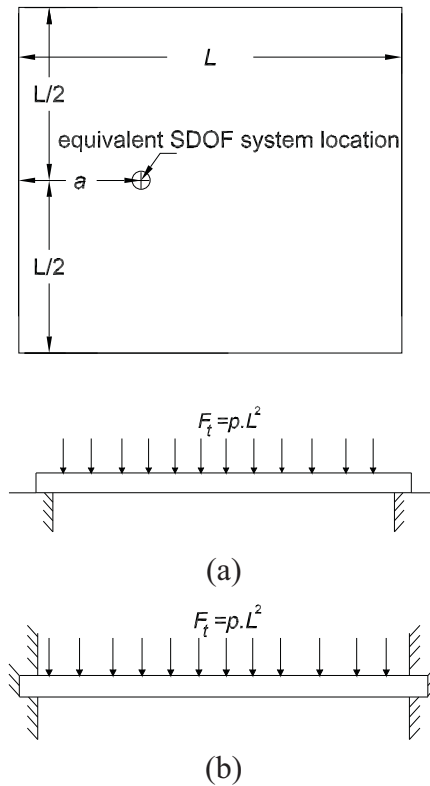 L
L/2
equivalent SDOF system location
a
L/2
Fₜ=p.L²
(a)
Fₜ=p.L²
(b)